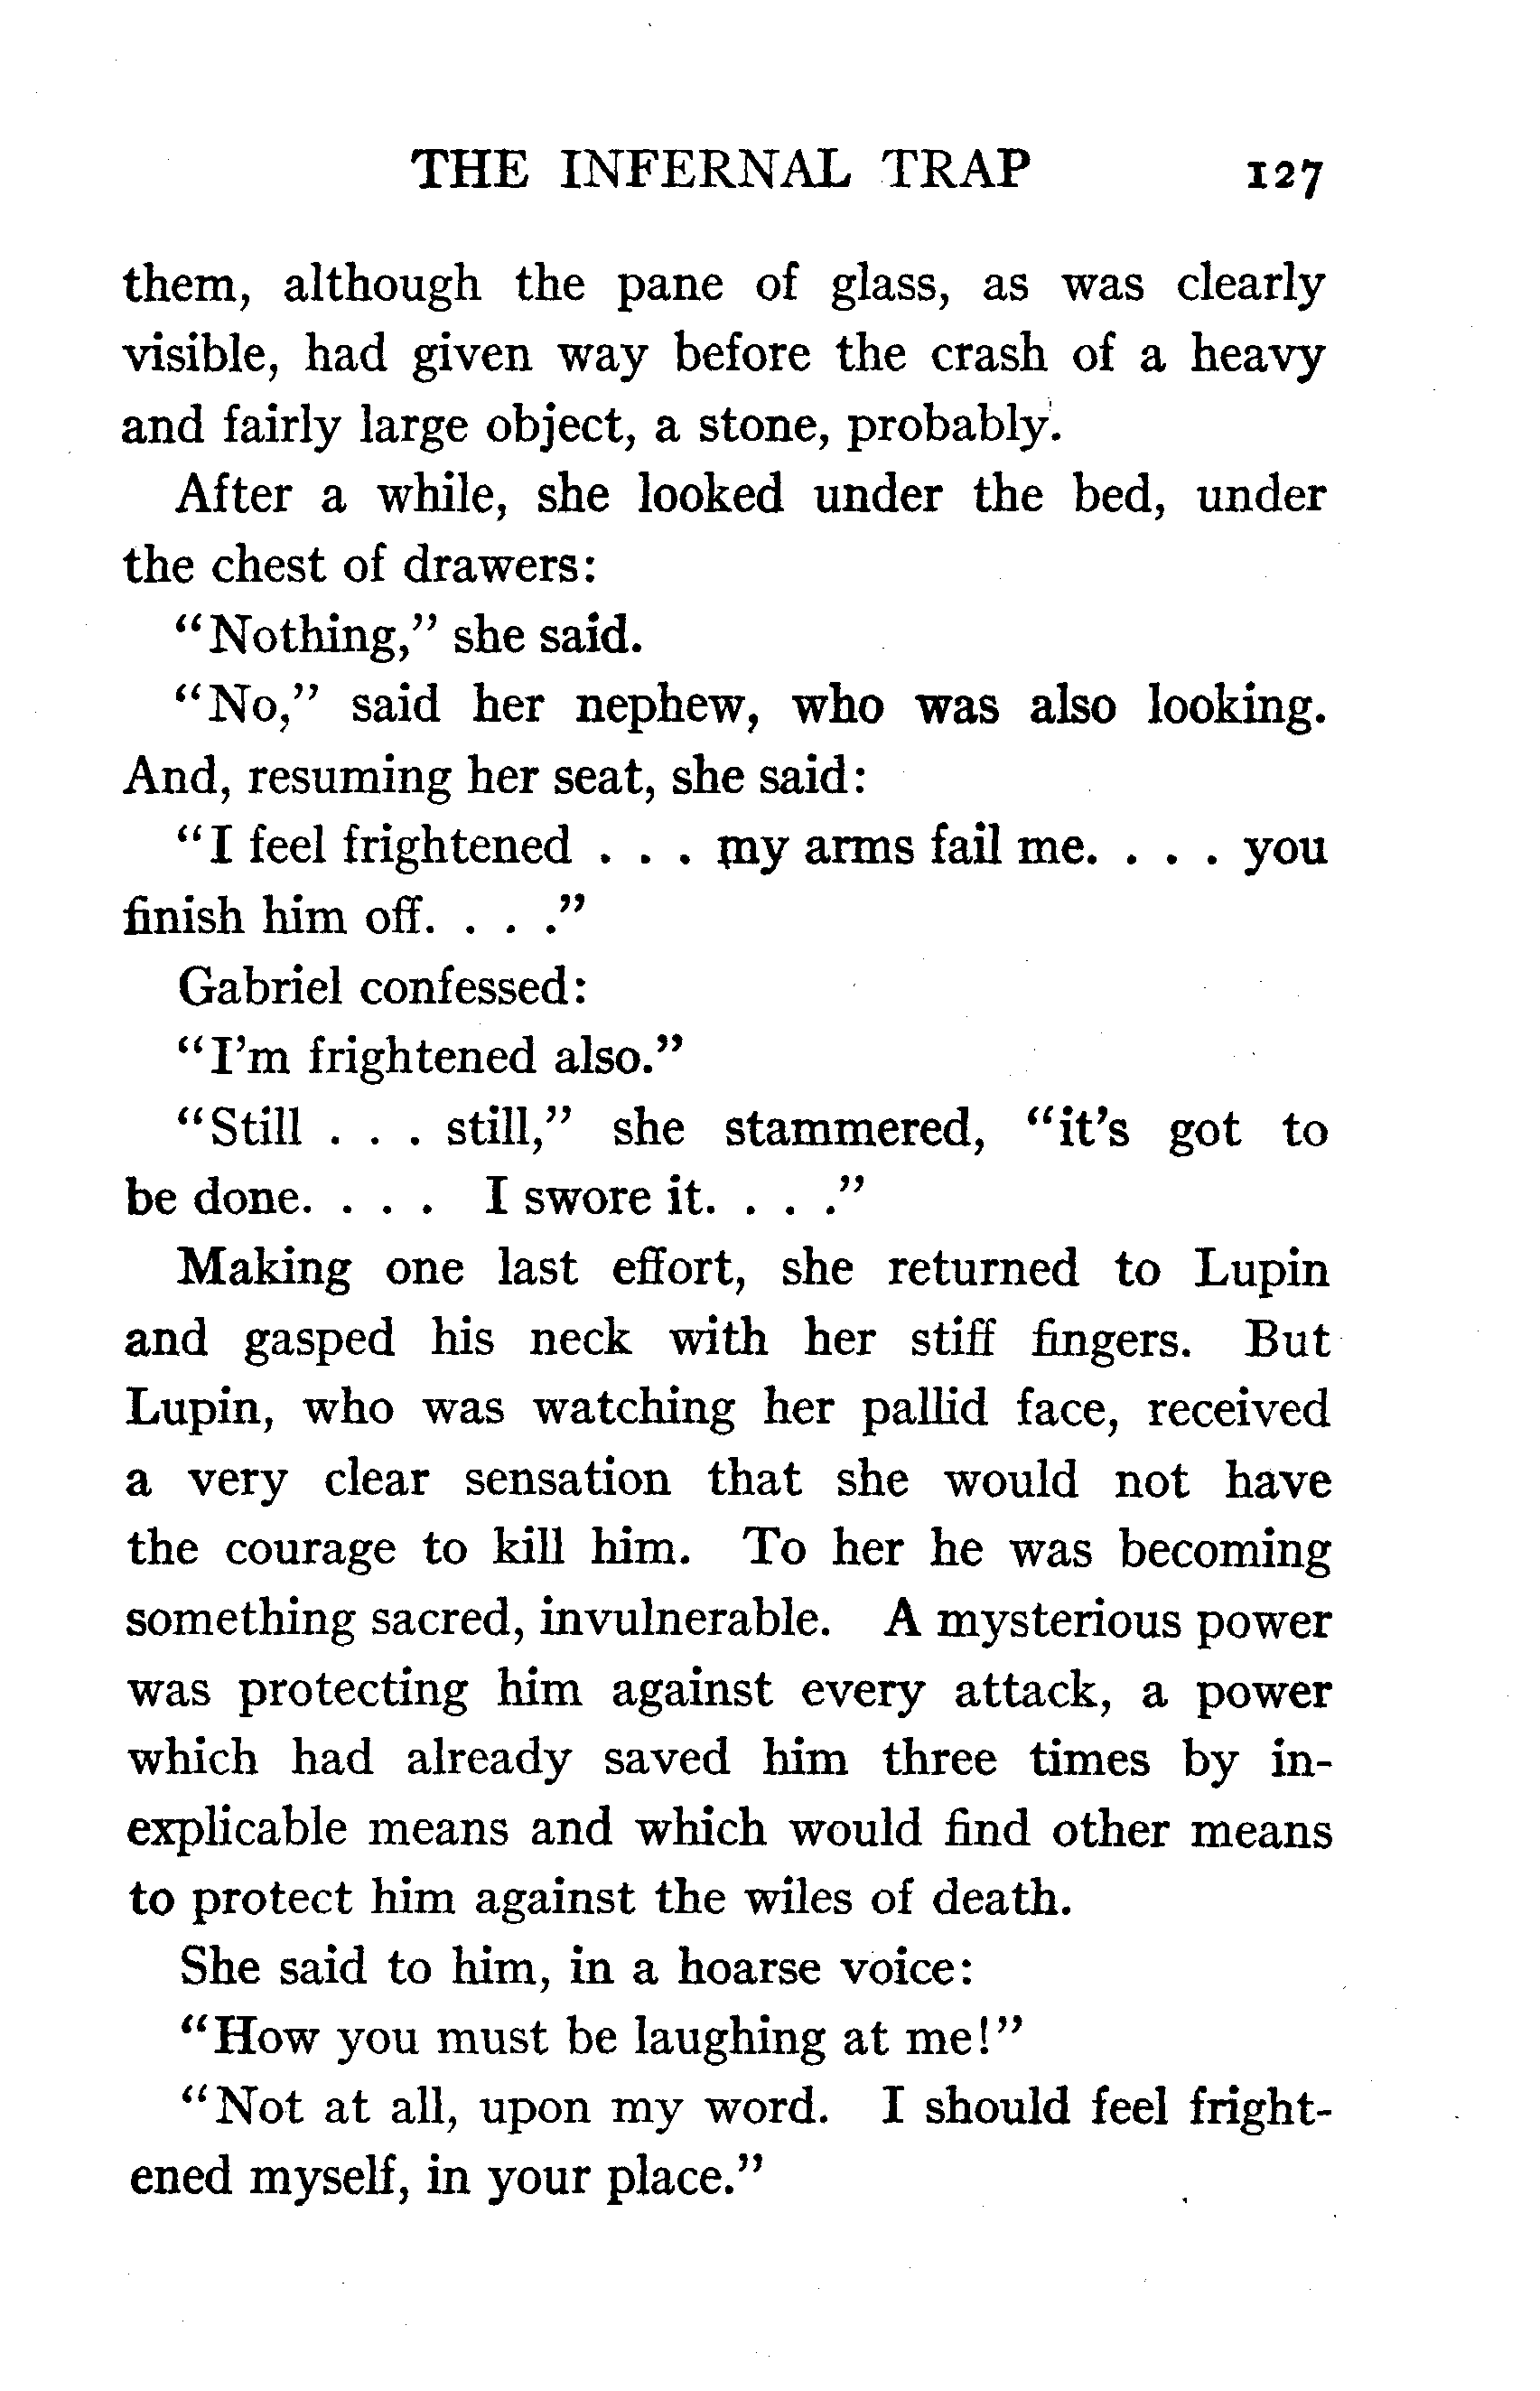 THE INFERNAL TRAP 127
them, although the pane of glass, as was clearly
visible, had given way before the crash of a heavy
and fairly large object, a stone, probably.
After a while, she looked under the bed, under
the chest of drawers:
"Nothing," she said.
"No," said her nephew, who was also looking.
And, resuming her seat, she said:
"I feel frightened . . . my arms fail me. . . . you
finish him off. . . ."
Gabriel confessed:
"I'm frightened also."
"Still . . . still," she stammered, "it's got to
be done. . . . I swore it. . . ."
Making one last effort, she returned to Lupin
and gasped his neck with her stiff fingers. But
Lupin, who was watching her pallid face, received
a very clear sensation that she would not have
the courage to kill him. To her he was becoming
something sacred, invulnerable. A mysterious power
was protecting him against every attack, a power
which had already saved him three times by in-
explicable means and which would find other means
to protect him against the wiles of death.
She said to him, in a hoarse voice:
"How you must be laughing at me!"
"Not at all, upon my word. I should feel fright-
ened myself, in your place."